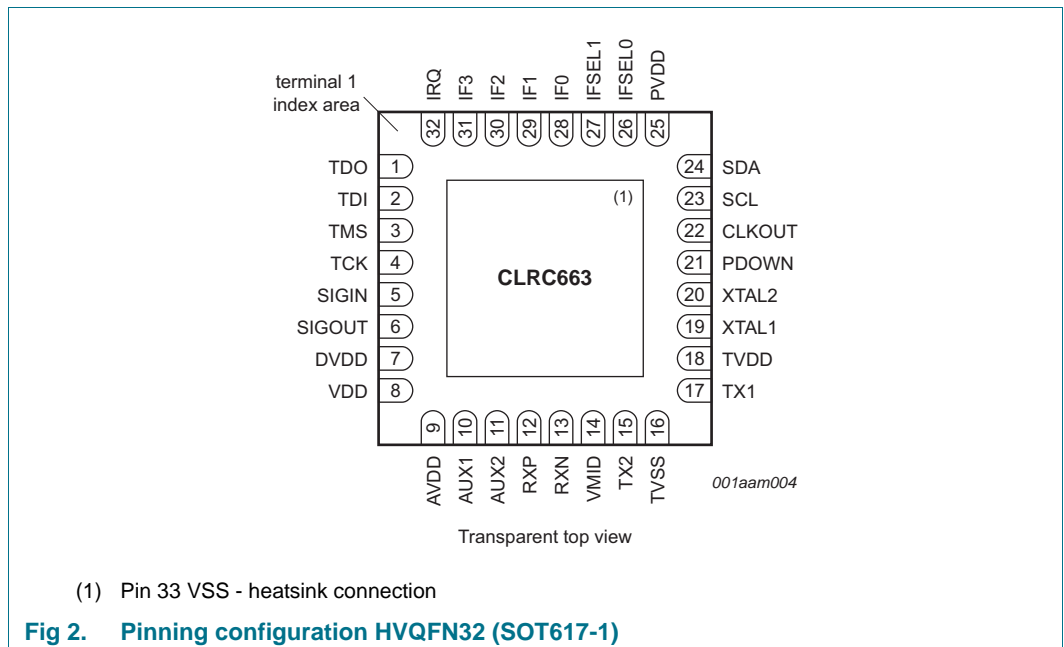 terminal 1
index area
IRQ
IF3
IF2
IF1
IF0
IFSEL1
IFSEL0
PVDD
32
31
30
29
28
27
26
25
TDO 1
TDI 2
TMS 3
TCK 4
SIGIN 5
SIGOUT 6
DVDD 7
VDD 8
(1)
CLRC663
24 SDA
23 SCL
22 CLKOUT
21 PDOWN
20 XTAL2
19 XTAL1
18 TVDD
17 TX1
9
10
11
12
13
14
15
16
AVDD
AUX1
AUX2
RXP
RXN
VMID
TX2
TVSS
001aam004
Transparent top view
(1) Pin 33 VSS - heatsink connection
Fig 2. Pinning configuration HVQFN32 (SOT617-1)